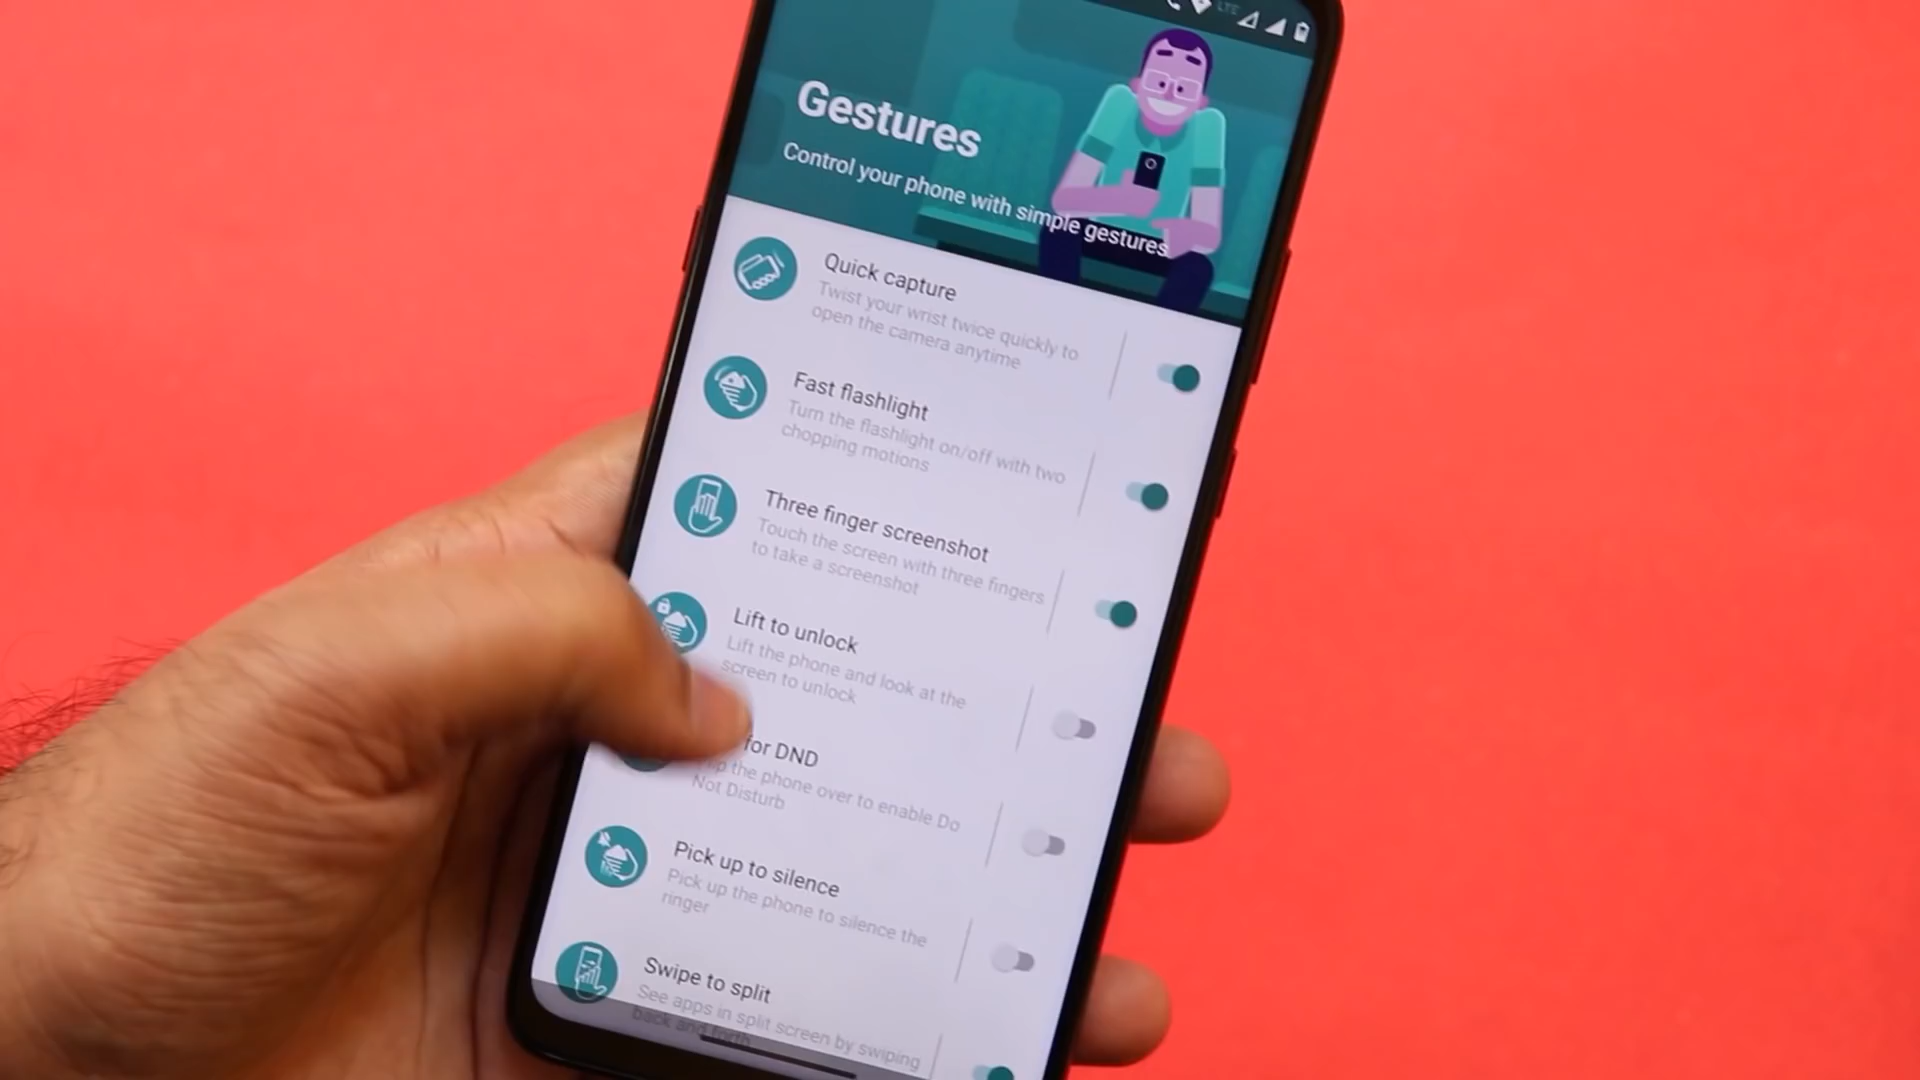 LTE
Gestures
Control your phone with simple gestures
Quick capture
Twist your wrist twice quickly to
open the camera anytime
Fast flashlight
Turn the flashlight on/off with two
chopping motions
Three finger screenshot
Touch the screen with three fingers
to take a screenshot
Lift to unlock
Lift the phone and look at the
screen to unlock
for DND
the phone over to enable Do
Not Disturb
Pick up to silence
Pick up the phone to silence the
ringer
Swipe to split
See apps in split screen by swiping
back and forth